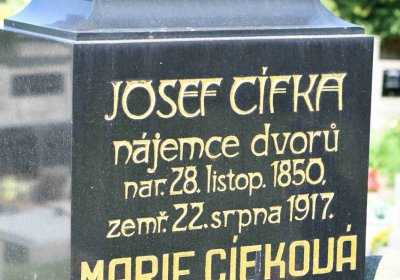 JOSEF CÍFKA
nájemce dvorů
nar. 28. listop. 1850.
zemř. 22. srpna 1917.
MARIE CÍFKOVÁ